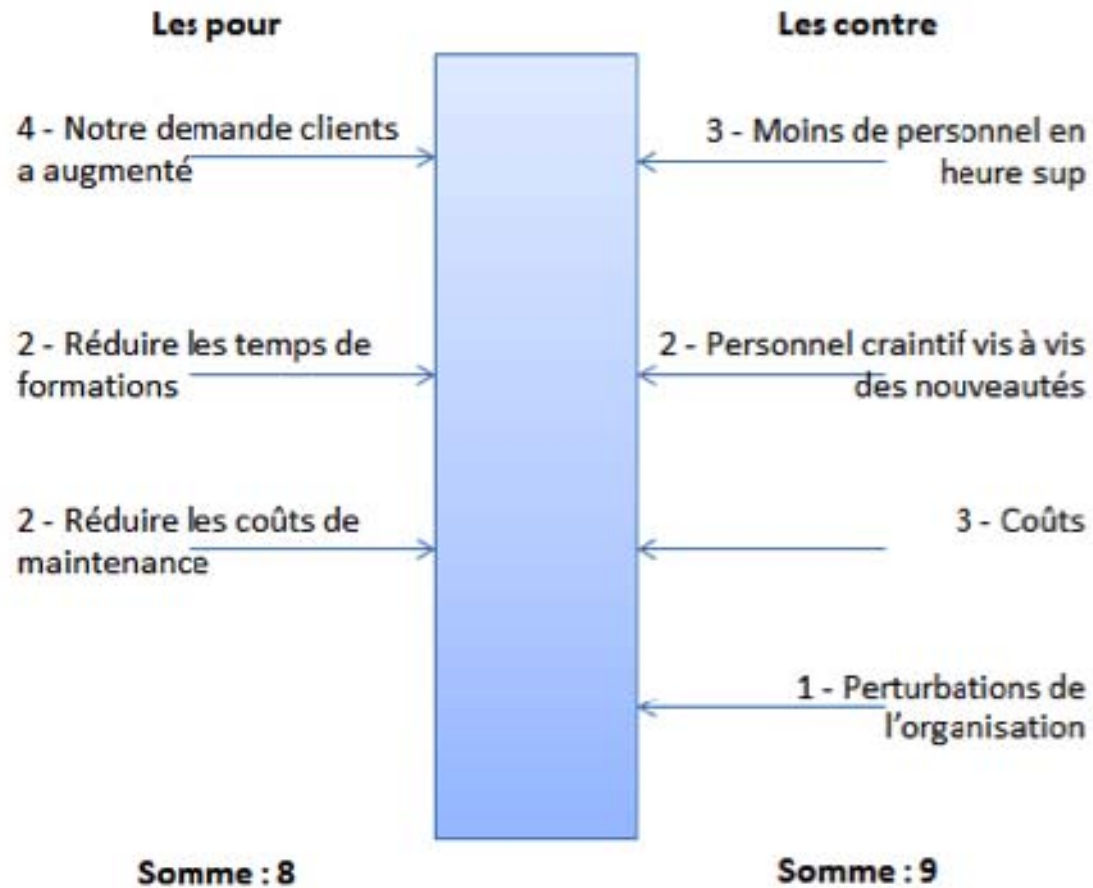 Les pour
Les contre
4 - Notre demande clients
a augmenté
3 - Moins de personnel en
heure sup
2 - Réduire les temps de
formations
2 - Personnel craintif vis à vis
des nouveautés
2 - Réduire les coûts de
maintenance
3 - Coûts
1 - Perturbations de
l'organisation
Somme : 8
Somme : 9